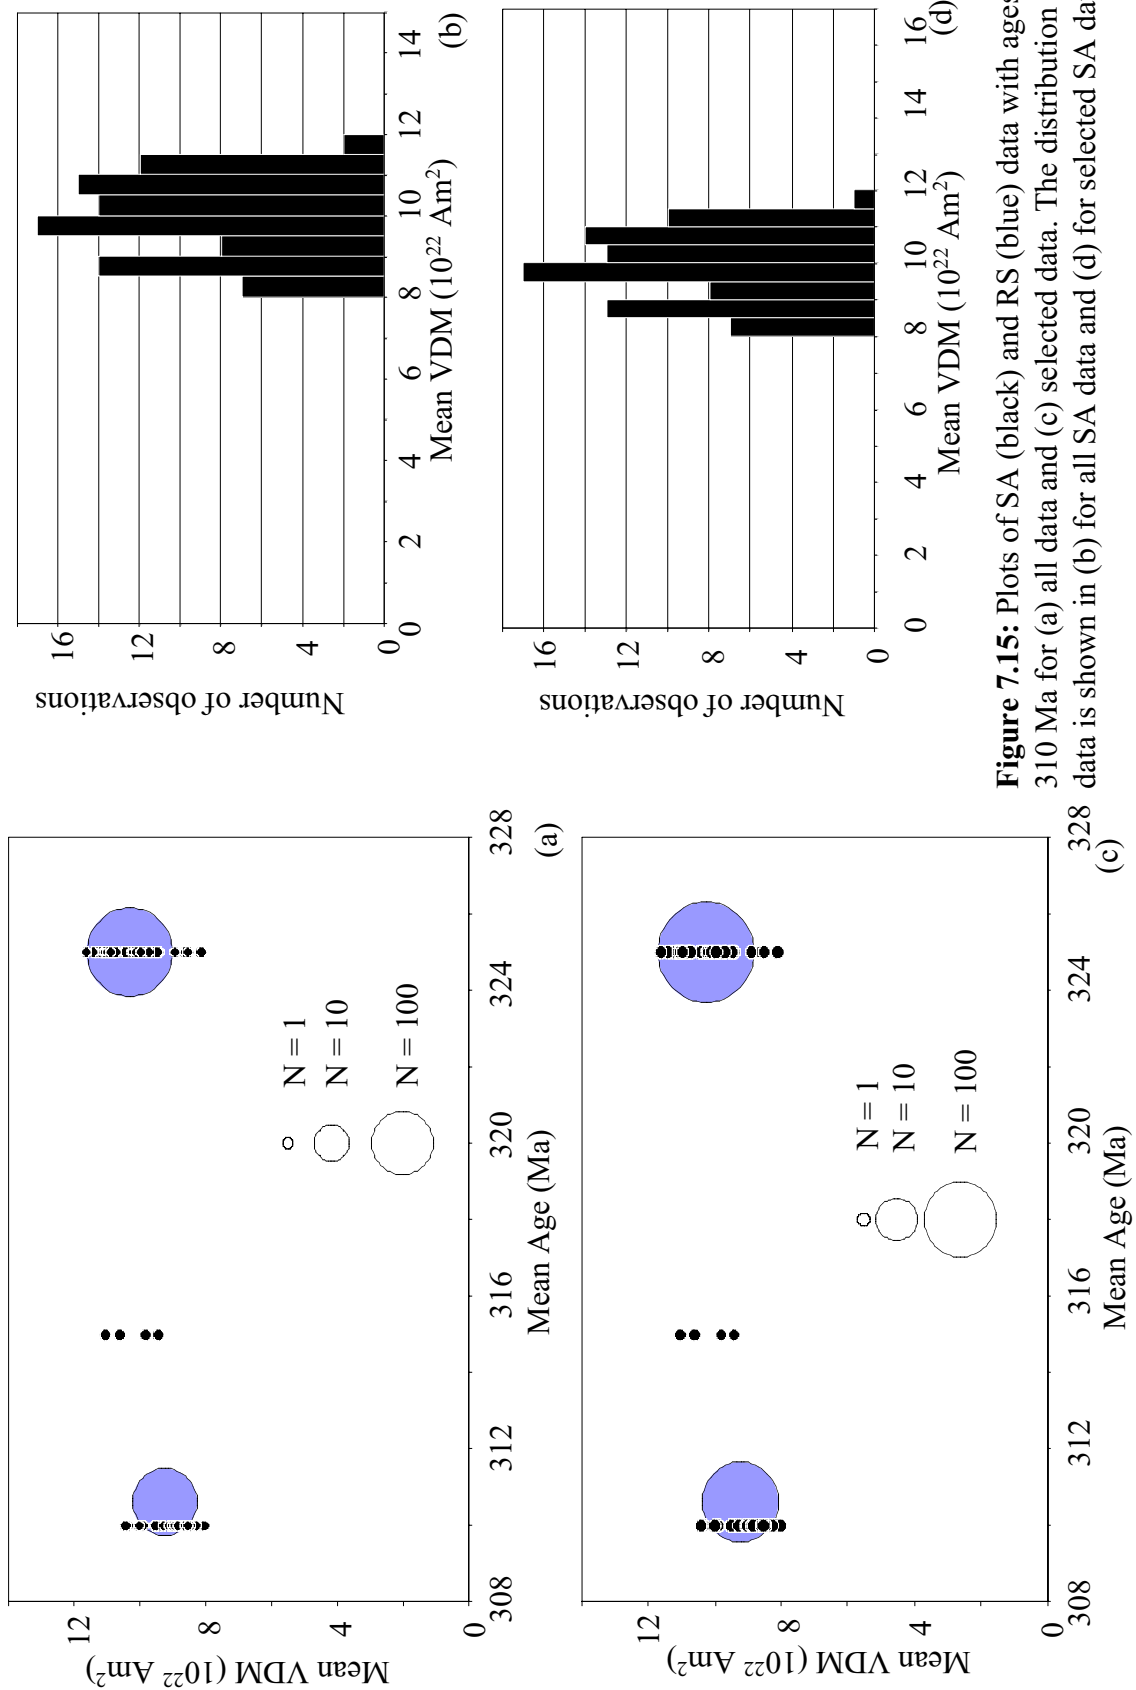 12
8
4
0
Mean VDM (10²² Am²)
308
312
316
320
324
328
Mean Age (Ma)
(a)
N = 1
N = 10
N = 100
16
12
8
4
0
Number of observations
0
2
4
6
8
10
12
14
Mean VDM (10²² Am²)
(b)
12
8
4
0
Mean VDM (10²² Am²)
308
312
316
320
324
328
Mean Age (Ma)
(c)
N = 1
N = 10
N = 100
16
12
8
4
0
Number of observations
0
2
4
6
8
10
12
14
16
Mean VDM (10²² Am²)
(d)
Figure 7.15: Plots of SA (black) and RS (blue) data with ages
310 Ma for (a) all data and (c) selected data. The distribution
data is shown in (b) for all SA data and (d) for selected SA da